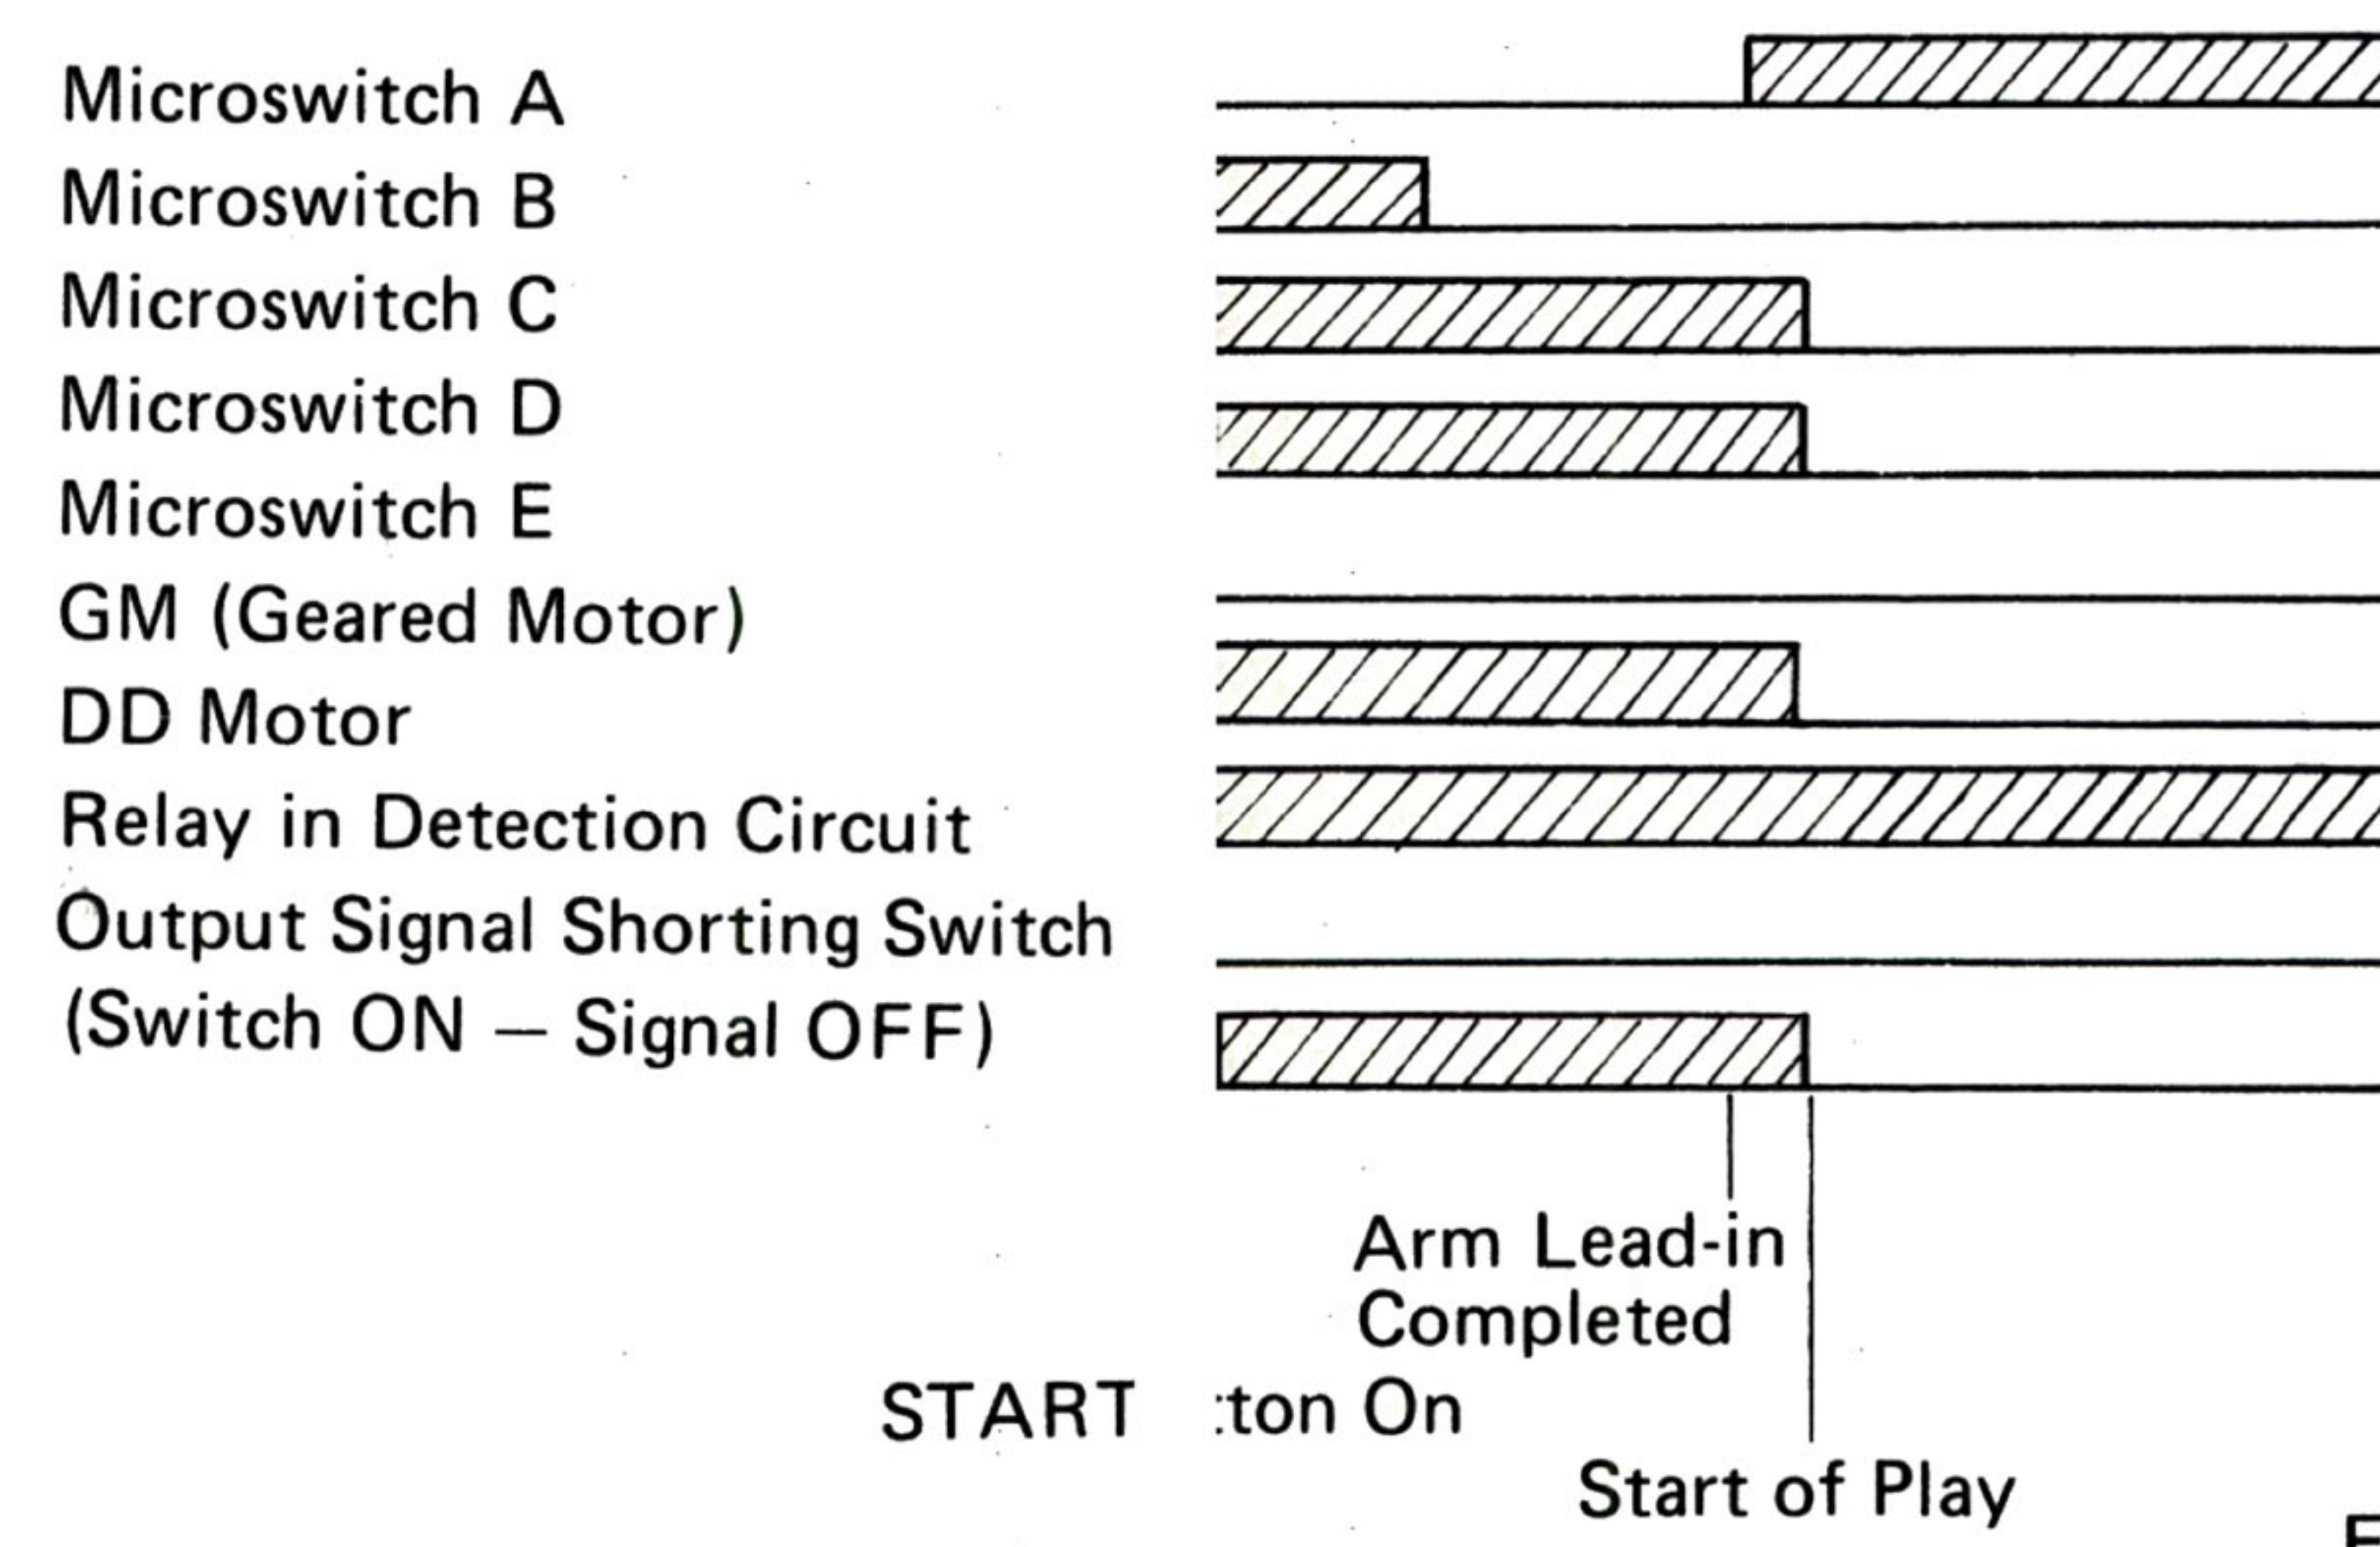 Microswitch A
Microswitch B
Microswitch C
Microswitch D
Microswitch E
GM (Geared Motor)
DD Motor
Relay in Detection Circuit
Output Signal Shorting Switch
(Switch ON — Signal OFF)
Arm Lead-in
Completed
START ton On
Start of Play